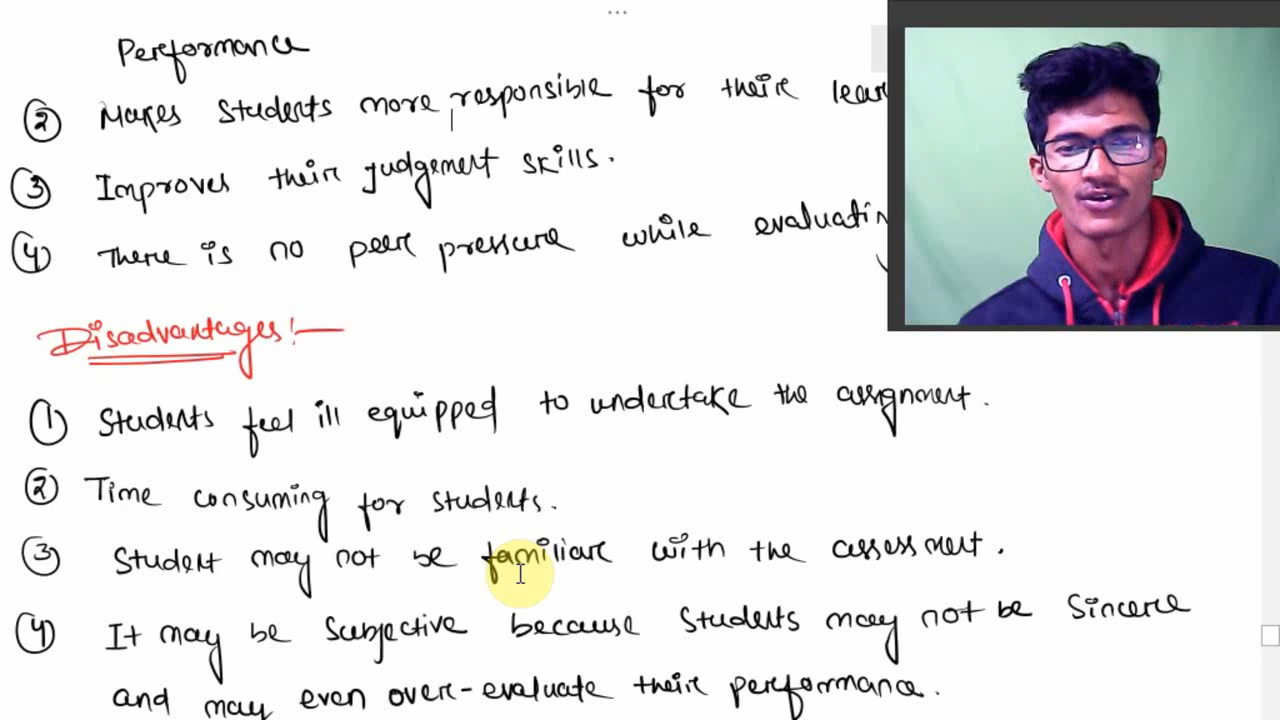 Performance
② Makes students more responsible for their lear
③ Improves their judgement skills.
④ There is no peer pressure while evaluatin
Disadvantages:-
① Students feel ill equipped to undertake the assignment.
② Time consuming for students.
③ Student may not be familiar with the assessment.
④ It may be subjective because students may not be sincere
and may even over-evaluate their performance.